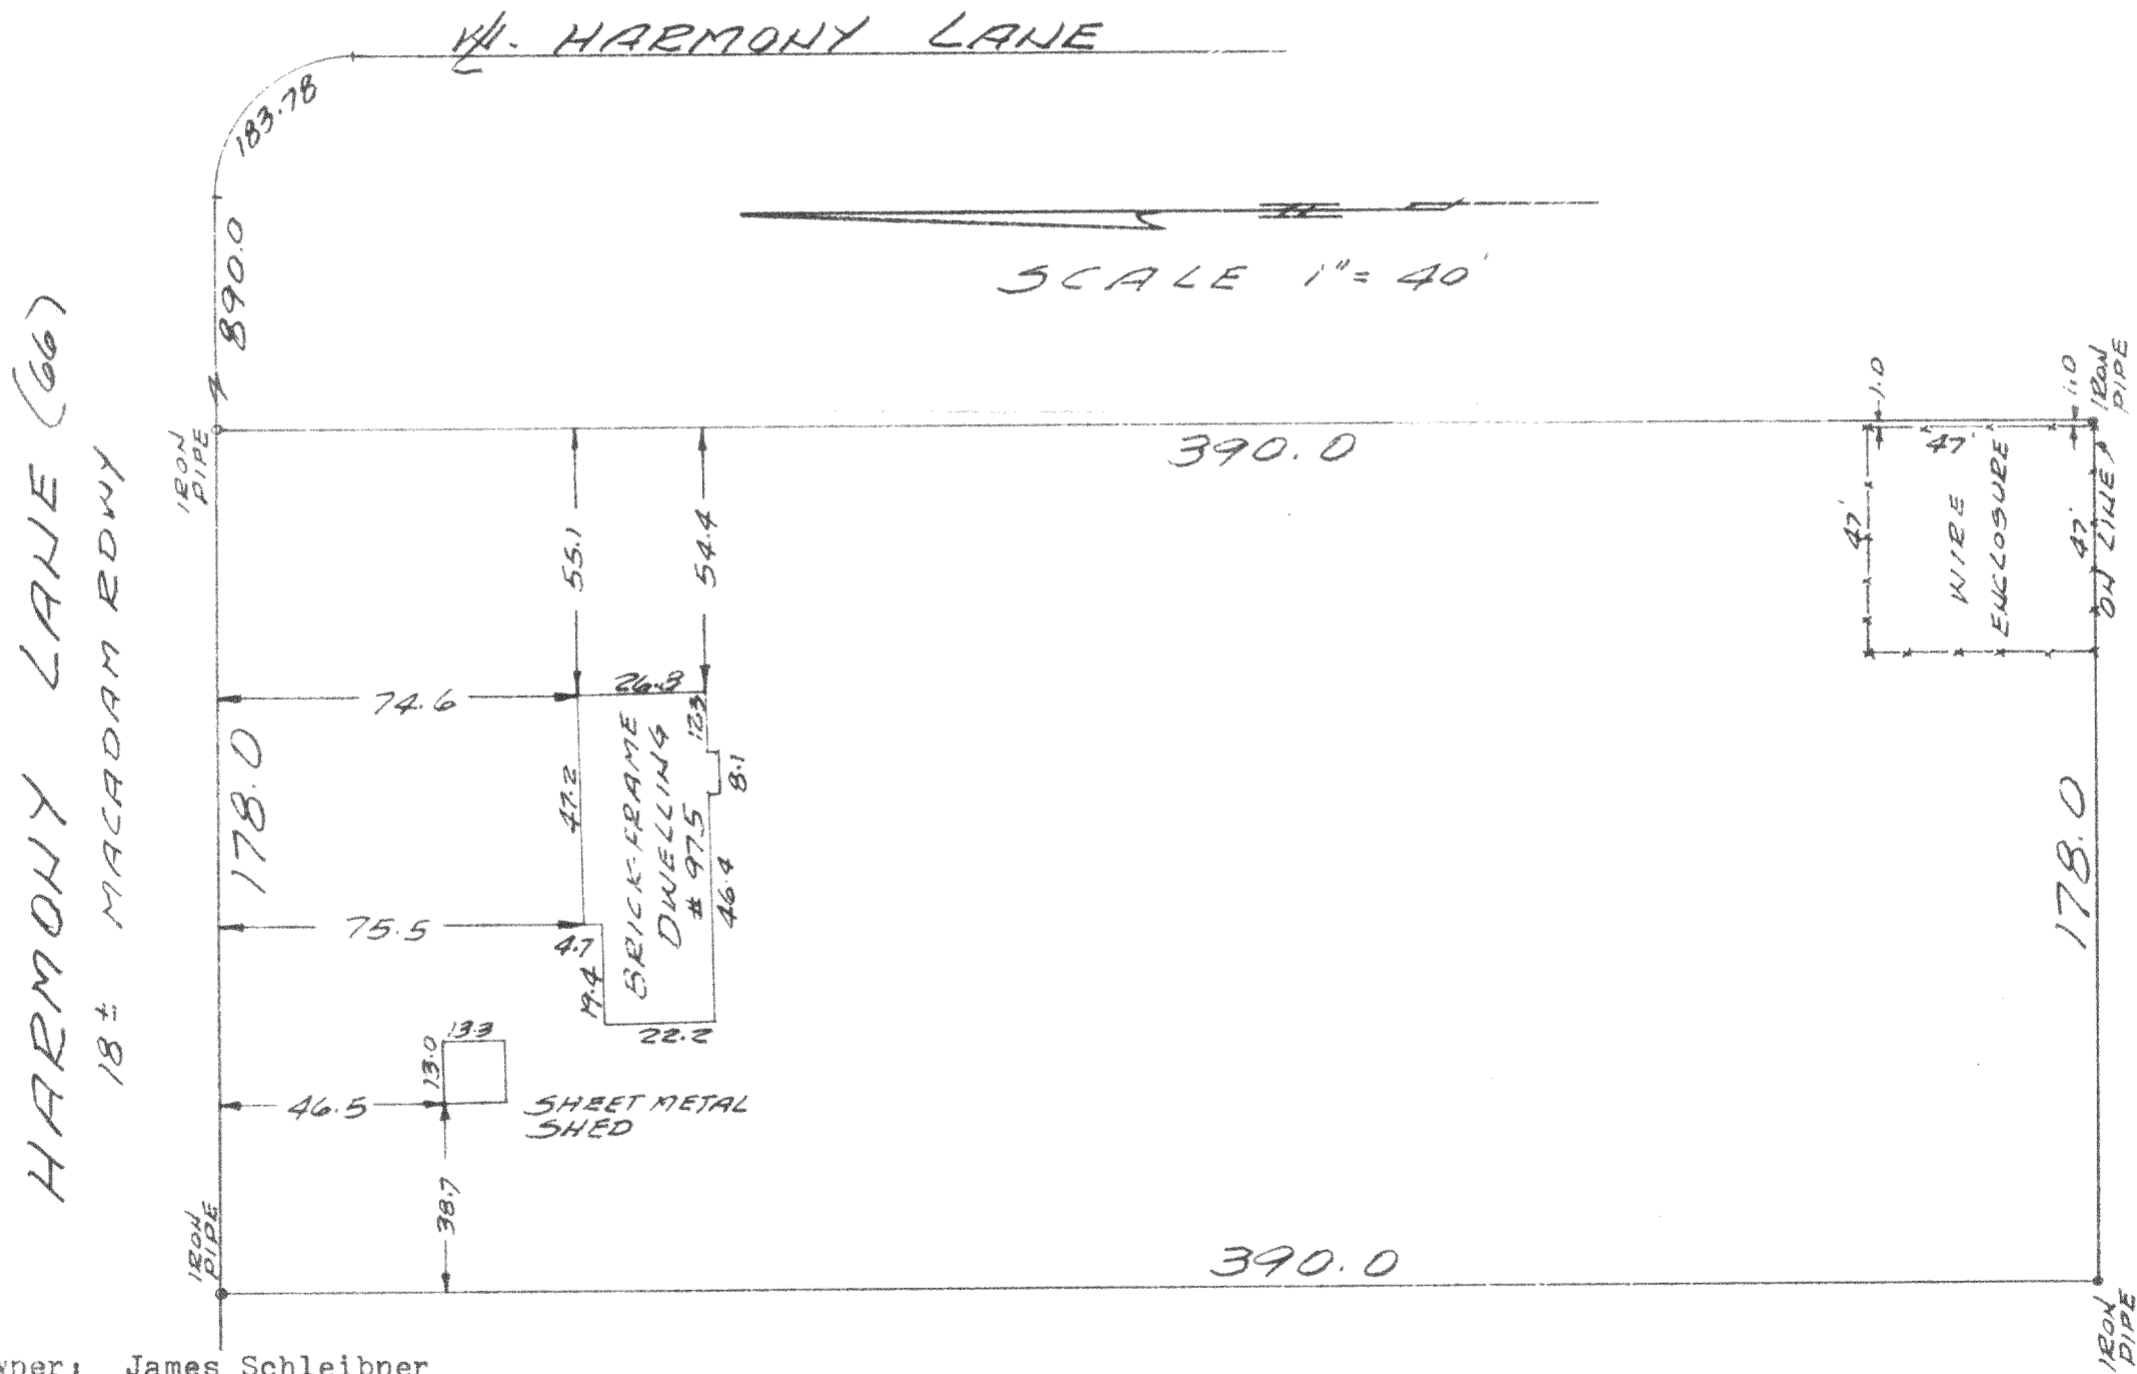 W. HARMONY LANE
183.78
890.0
SCALE 1"= 40'
HARMONY LANE (66)
18 ± MACADAM RDWY
IRON
PIPE
390.0
1.0
1.0
IRON
PIPE
47'
47'
WIRE
ENCLOSURE
47'
ON LINE
55.1
54.4
74.6
26.3
12.3
8.1
178.0
47.2
BRICK-FRAME
DWELLING
# 975
46.4
178.0
75.5
4.7
19.4
22.2
13.3
13.0
46.5
SHEET METAL
SHED
38.7
390.0
IRON
PIPE
IRON
PIPE
wner: James Schleibner